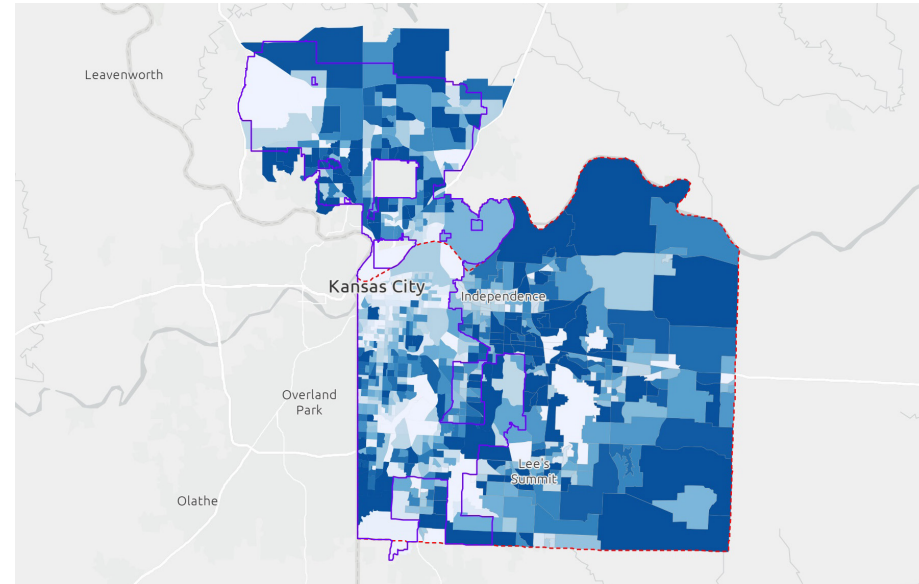 Leavenworth
Kansas City
Independence
Overland
Park
Lee's
Summit
Olathe